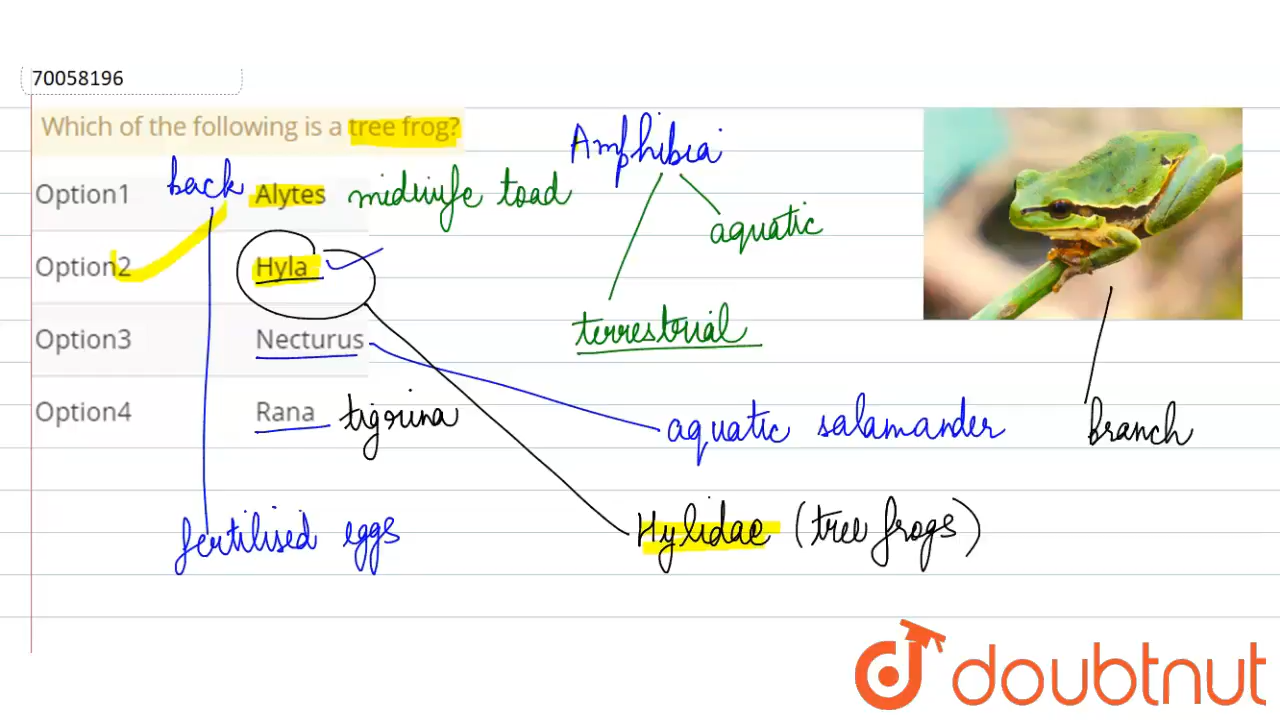 70058196
Which of the following is a tree frog?
Amphibia
back
Option1 Alytes midwife toad
aquatic
Option2 Hyla
terrestrial
Option3 Necturus
Option4 Rana tigrina
aquatic salamander
branch
fertilised eggs
Hylidae (tree frogs)
doubtnut